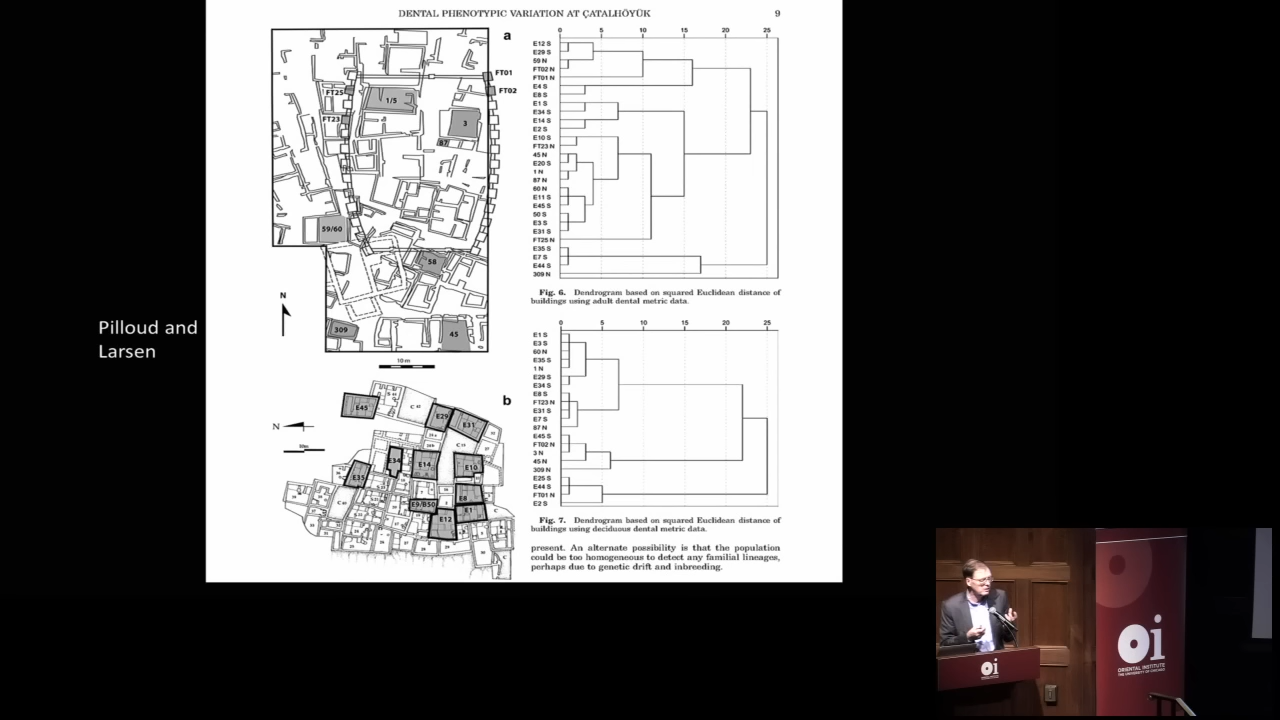 DENTAL PHENOTYPIC VARIATION AT ÇATALHÖYÜK
9
a
FT01
FT02
FT25
1/5
FT23
3
87
59/60
58
N
309
45
10 m
b
E45
C
E29
E31
N
E34
E14
E10
E35
E8
E9/B50
E1
E12
C
Pilloud and
Larsen
0 5 10 15 20 25
E12 S
E29 S
59 N
FT02 N
FT01 N
E4 S
E8 S
E1 S
E34 S
E14 S
E2 S
E10 S
FT23 N
45 N
E20 S
1 N
87 N
60 N
E11 S
E45 S
50 S
E3 S
E31 S
FT25 N
E35 S
E7 S
E44 S
309 N
Fig. 6. Dendrogram based on squared Euclidean distance of
buildings using adult dental metric data.
0 5 10 15 20 25
E1 S
E3 S
60 N
E35 S
1 N
E29 S
E34 S
E8 S
FT23 N
E31 S
E7 S
87 N
E45 S
FT02 N
3 N
45 N
309 N
E25 S
E44 S
FT01 N
E2 S
Fig. 7. Dendrogram based on squared Euclidean distance of
buildings using deciduous dental metric data.
present. An alternate possibility is that the population
could be too homogeneous to detect any familial lineages,
perhaps due to genetic drift and inbreeding.
oi
oi
ORIENTAL INSTITUTE
THE UNIVERSITY OF CHICAGO